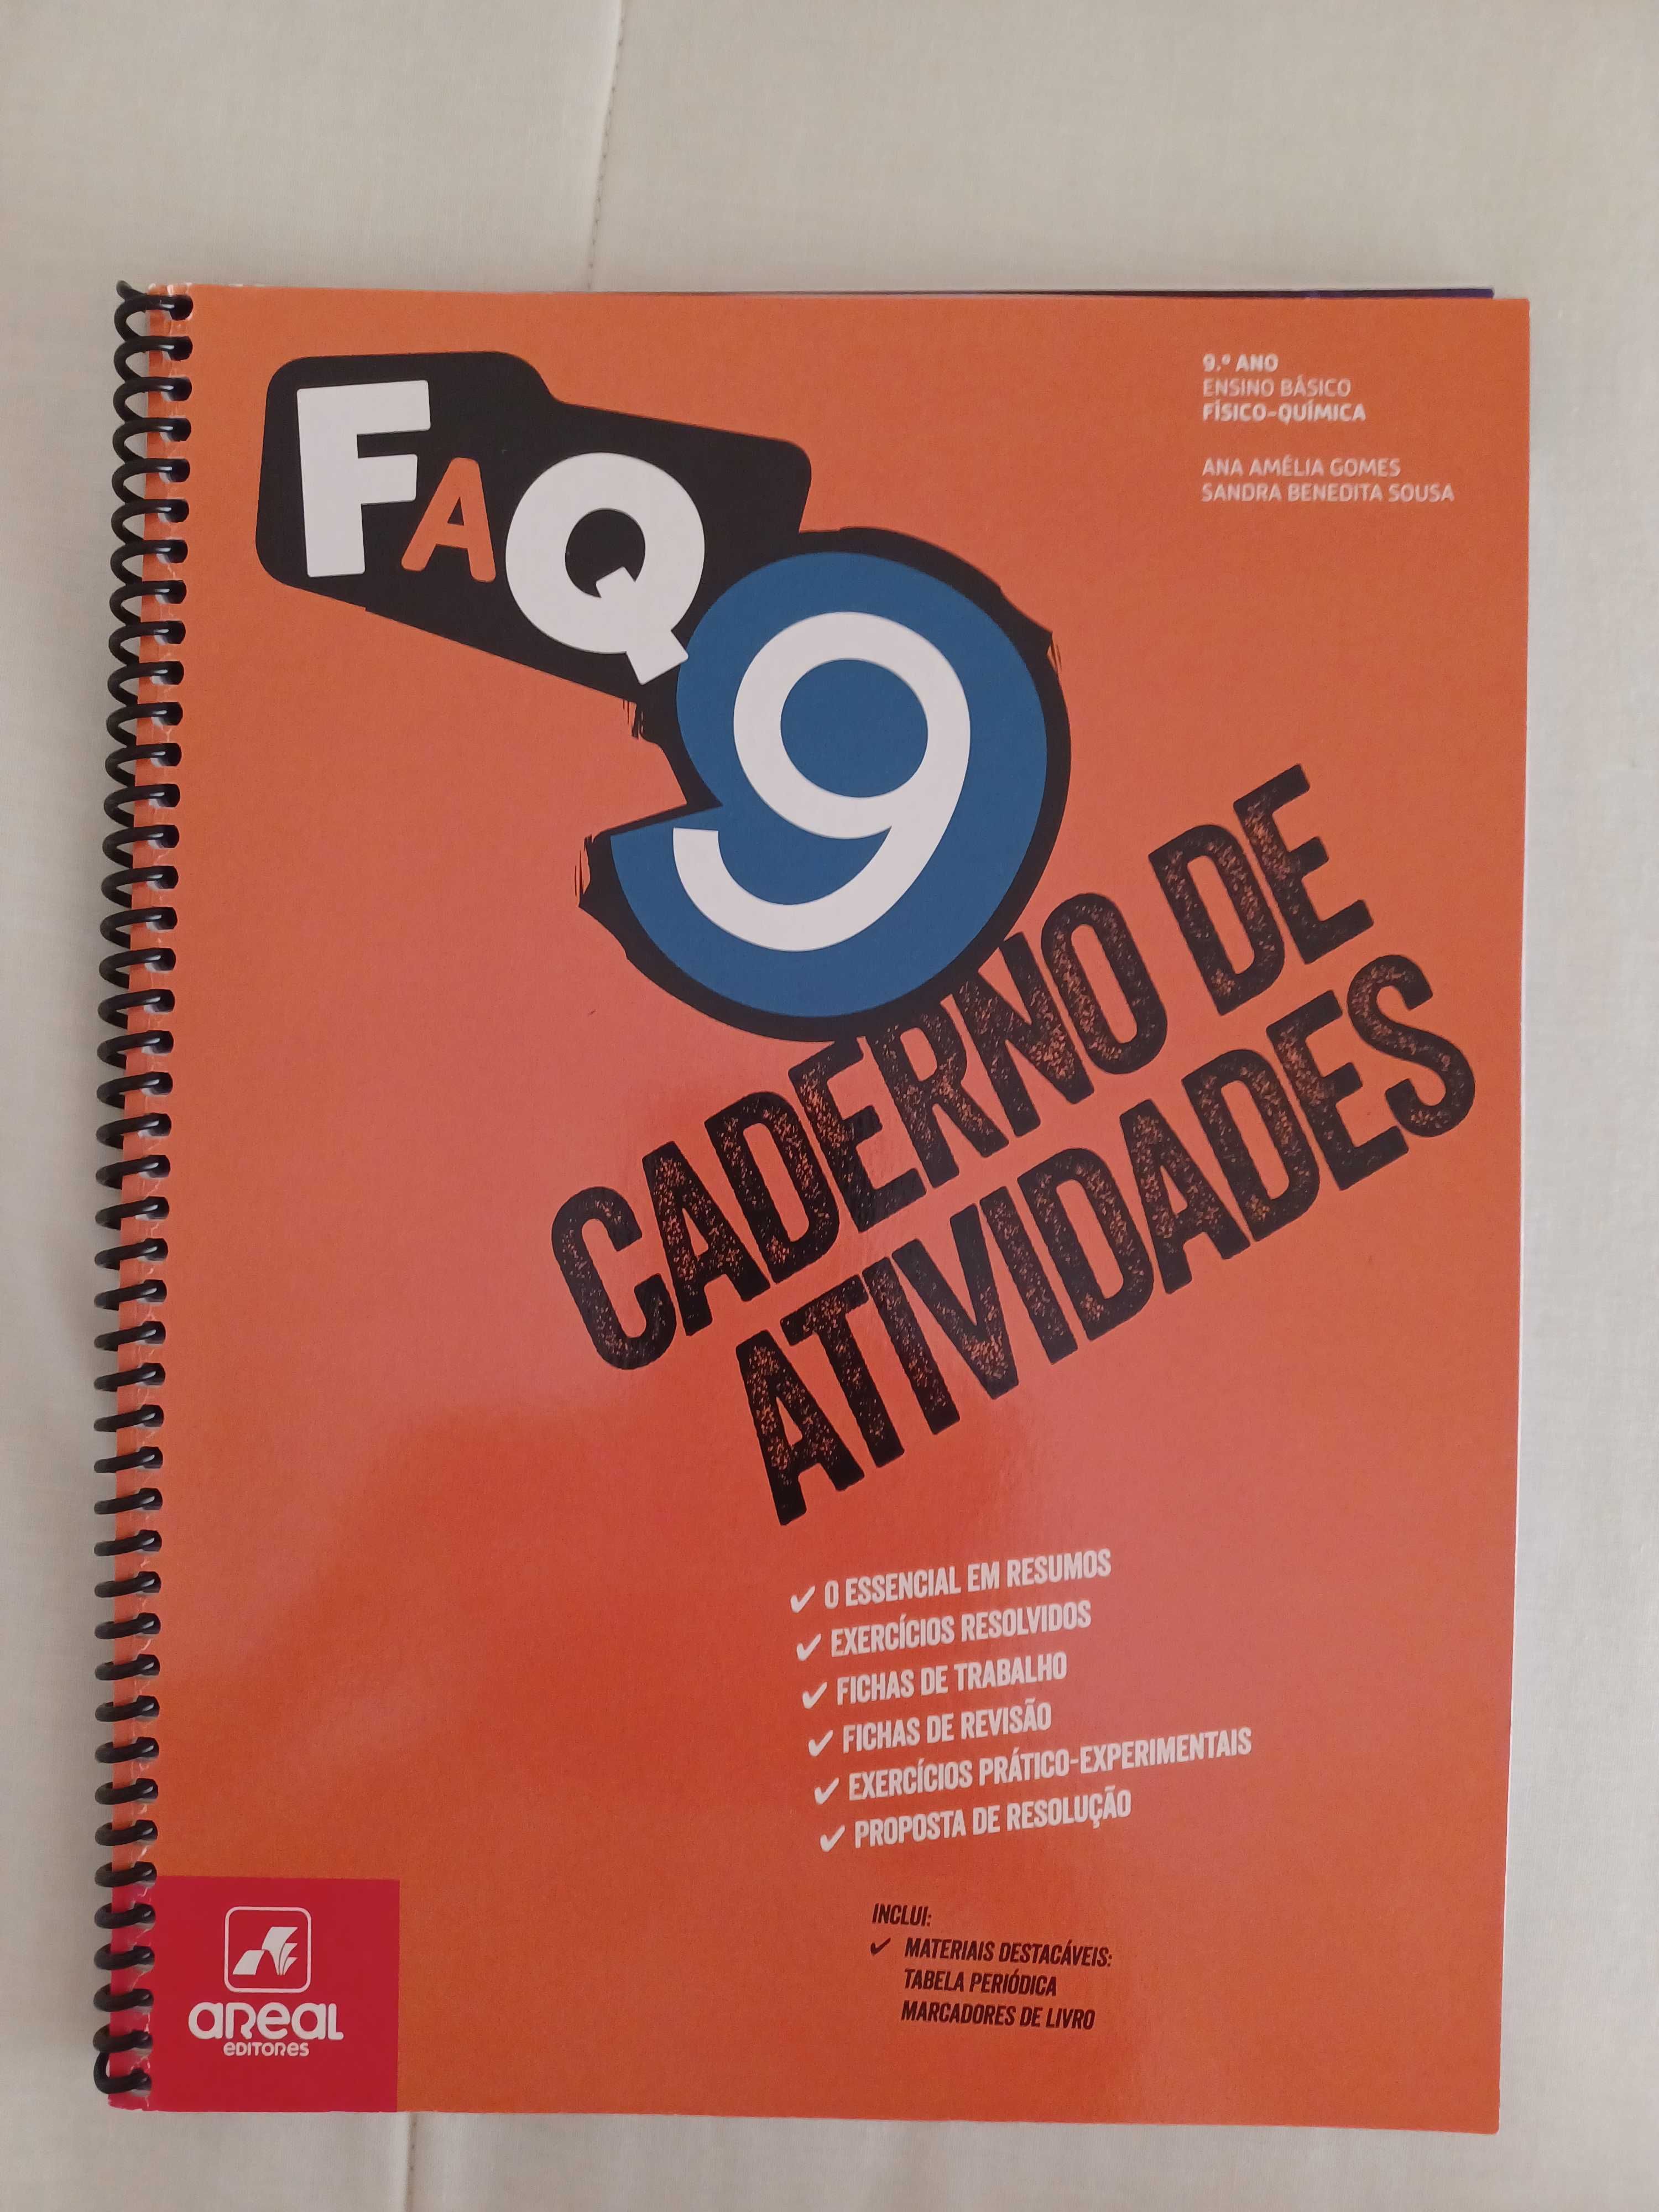 9.º ANO
ENSINO BÁSICO
FÍSICO-QUÍMICA
ANA AMÉLIA GOMES
SANDRA BENEDITA SOUSA
FAQ
9
CADERNO DE
ATIVIDADES
✓ O ESSENCIAL EM RESUMOS
✓ EXERCÍCIOS RESOLVIDOS
✓ FICHAS DE TRABALHO
✓ FICHAS DE REVISÃO
✓ EXERCÍCIOS PRÁTICO-EXPERIMENTAIS
✓ PROPOSTA DE RESOLUÇÃO
INCLUI:
✓ MATERIAIS DESTACÁVEIS:
TABELA PERIÓDICA
MARCADORES DE LIVRO
AREAL
EDITORES